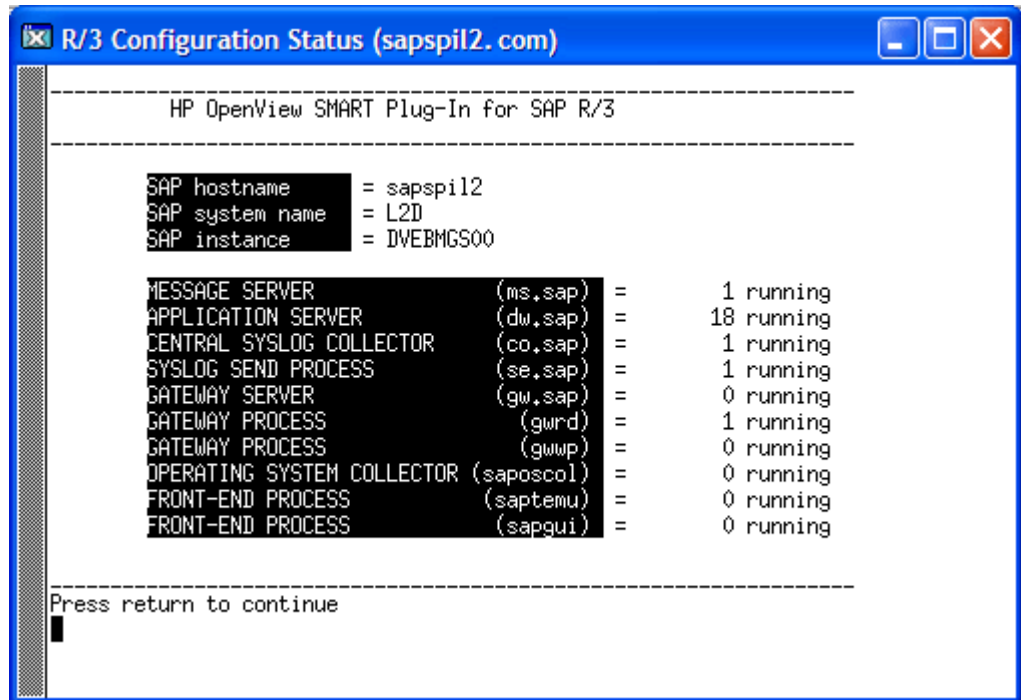 R/3 Configuration Status (sapspil2. com)
--------------------------------------------------------------------
HP OpenView SMART Plug-In for SAP R/3
--------------------------------------------------------------------
SAP hostname = sapspil2
SAP system name = L2D
SAP instance = DVEBMGS00
MESSAGE SERVER (ms.sap) = 1 running
APPLICATION SERVER (dw.sap) = 18 running
CENTRAL SYSLOG COLLECTOR (co.sap) = 1 running
SYSLOG SEND PROCESS (se.sap) = 1 running
GATEWAY SERVER (gw.sap) = 0 running
GATEWAY PROCESS (gwrd) = 1 running
GATEWAY PROCESS (gwwp) = 0 running
OPERATING SYSTEM COLLECTOR (saposcol) = 0 running
FRONT-END PROCESS (saptemu) = 0 running
FRONT-END PROCESS (sapgui) = 0 running
--------------------------------------------------------------------
Press return to continue